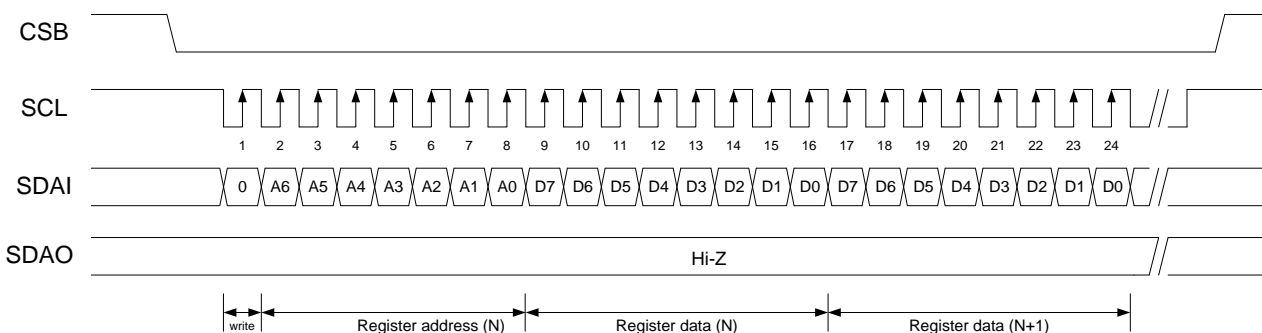 CSB
SCL
1 2 3 4 5 6 7 8 9 10 11 12 13 14 15 16 17 18 19 20 21 22 23 24
SDAI 0 A6 A5 A4 A3 A2 A1 A0 D7 D6 D5 D4 D3 D2 D1 D0 D7 D6 D5 D4 D3 D2 D1 D0
SDAO Hi-Z
write Register address (N) Register data (N) Register data (N+1)